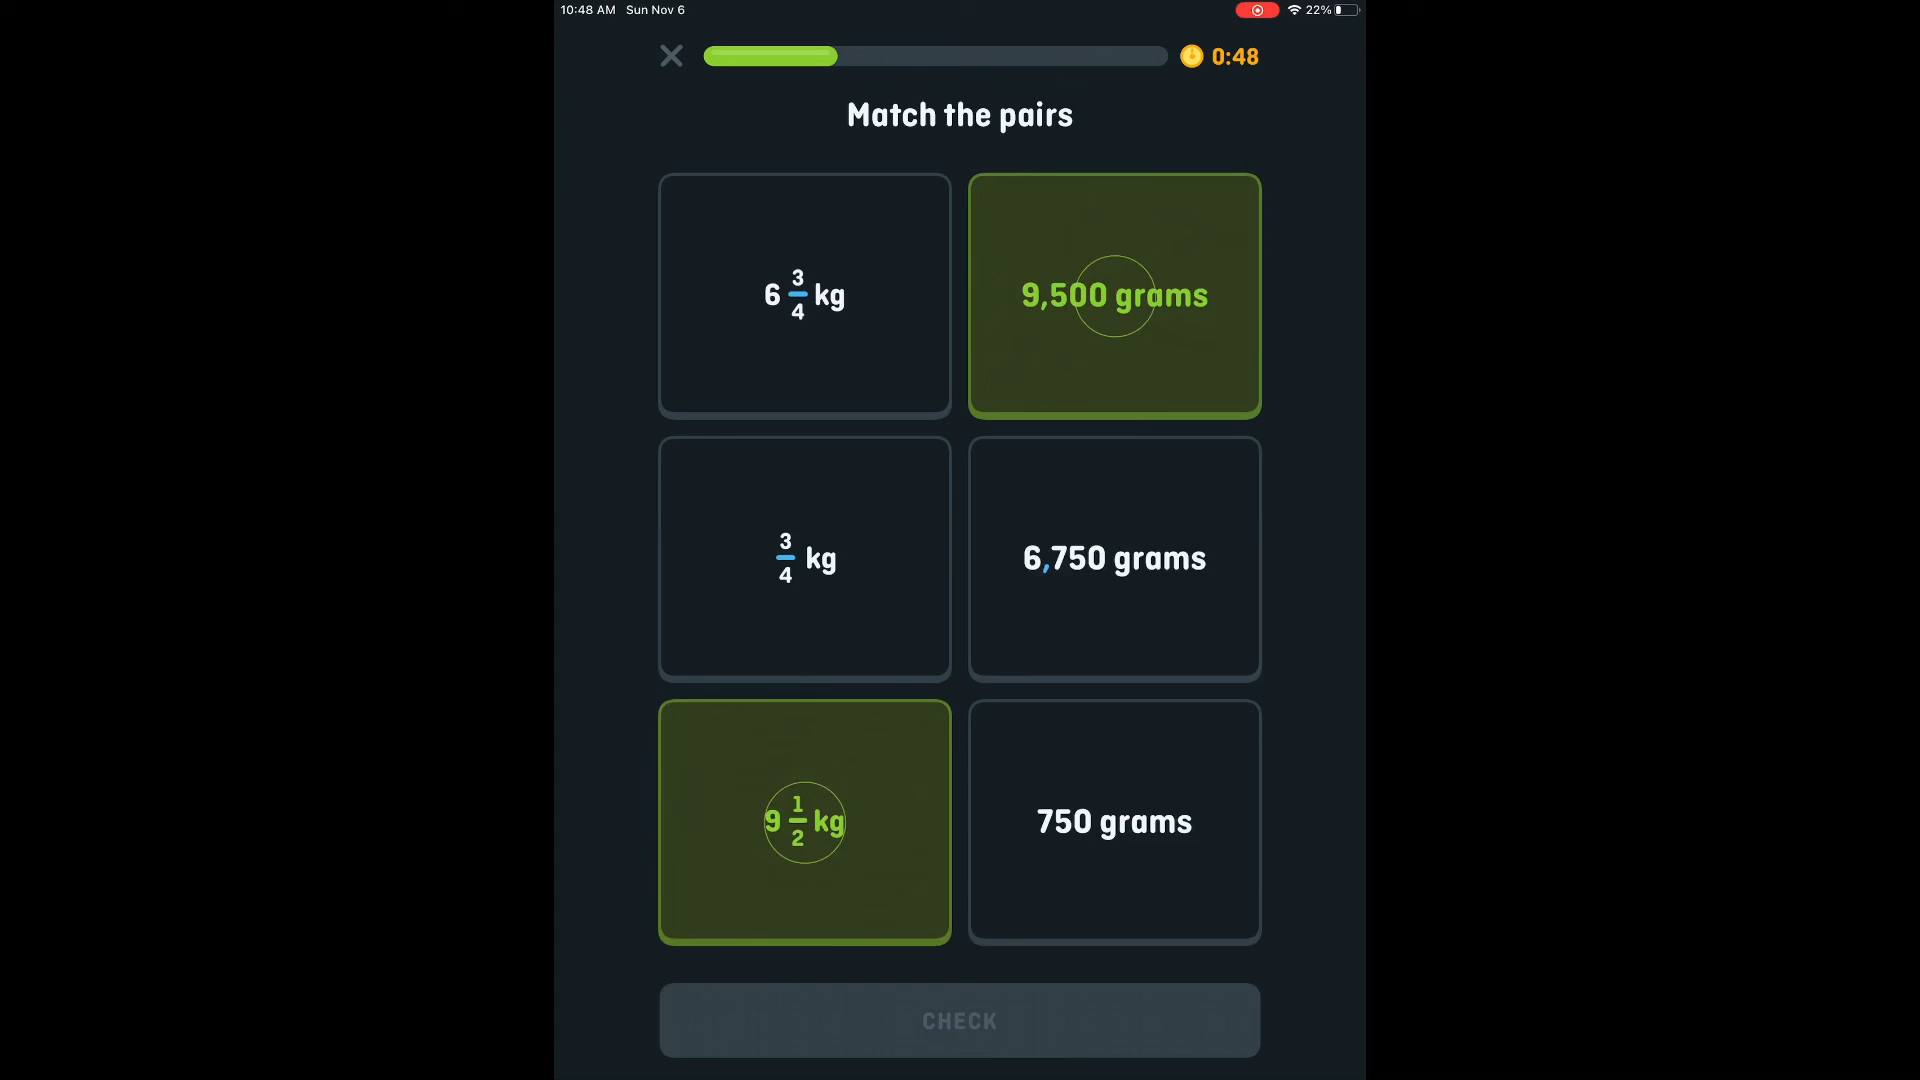 10:48 AM Sun Nov 6
22%
0:48
Match the pairs
6 3/4 kg
9,500 grams
3/4 kg
6,750 grams
9 1/2 kg
750 grams
CHECK